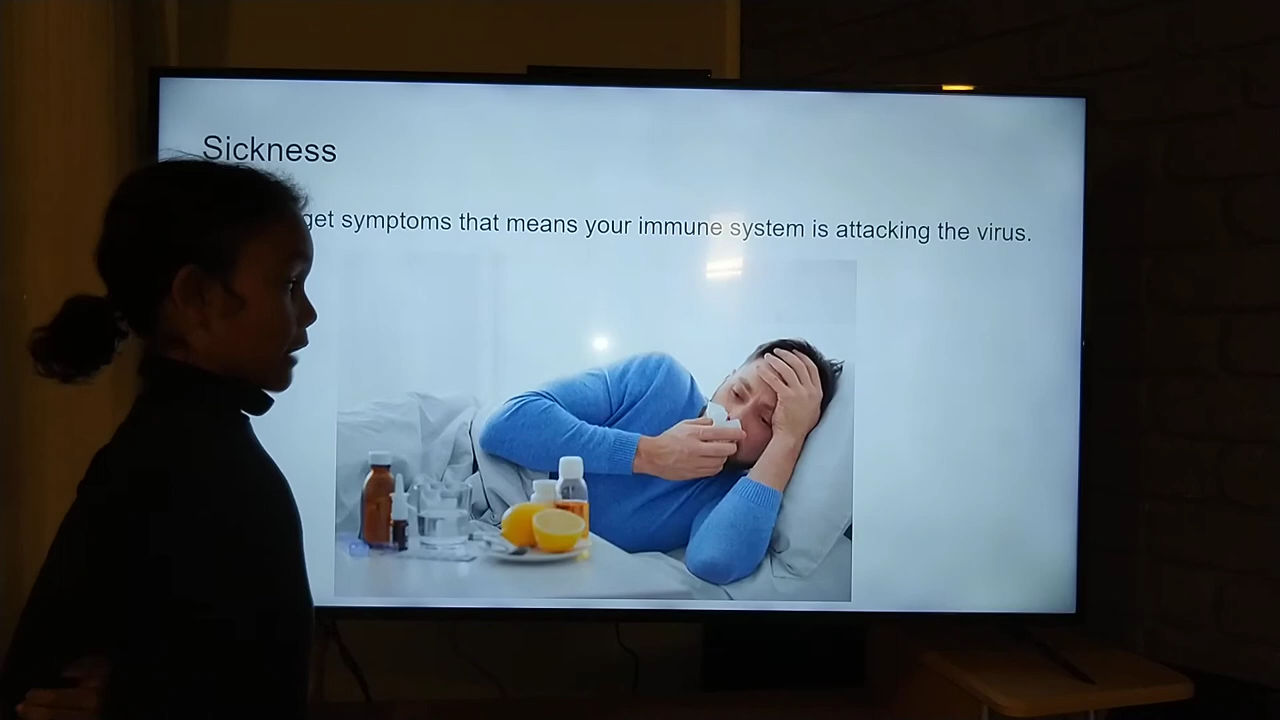 Sickness
get symptoms that means your immune system is attacking the virus.